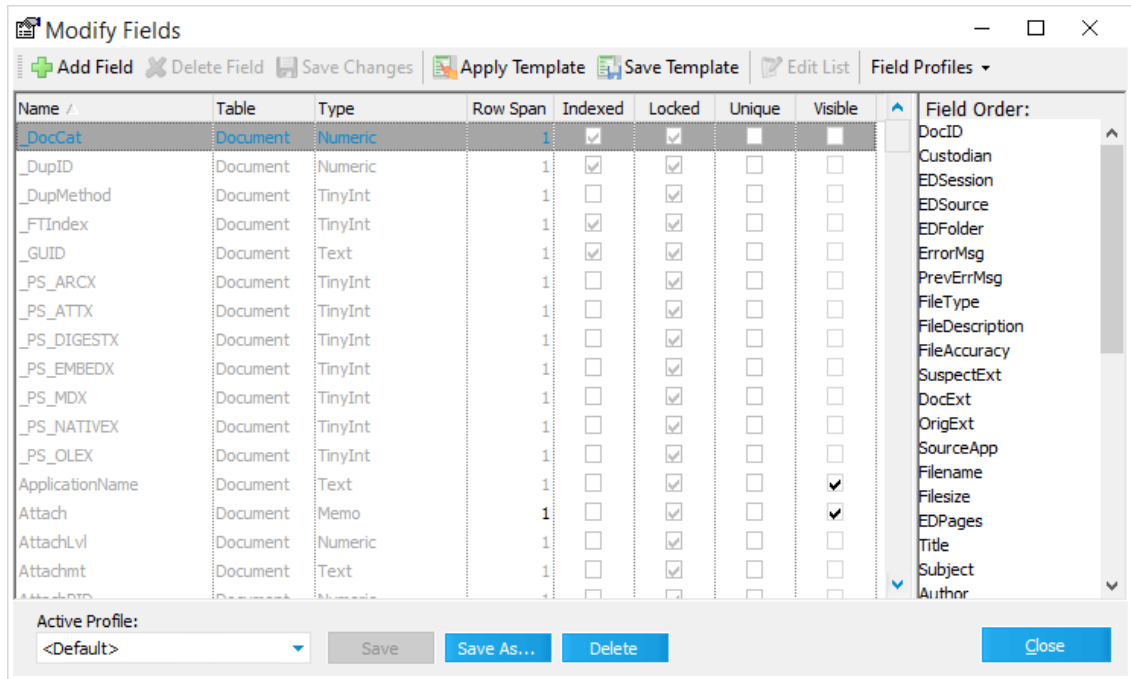 Modify Fields
Add Field Delete Field Save Changes Apply Template Save Template Edit List Field Profiles
Name Table Type Row Span Indexed Locked Unique Visible
_DocCat Document Numeric 1
_DupID Document Numeric 1
_DupMethod Document TinyInt 1
_FTIndex Document TinyInt 1
_GUID Document Text 1
_PS_ARCX Document TinyInt 1
_PS_ATTX Document TinyInt 1
_PS_DIGESTX Document TinyInt 1
_PS_EMBEDX Document TinyInt 1
_PS_MDX Document TinyInt 1
_PS_NATIVEX Document TinyInt 1
_PS_OLEX Document TinyInt 1
ApplicationName Document Text 1
Attach Document Memo 1
AttachLvl Document Numeric 1
Attachmt Document Text 1
AttachPID Document Numeric 1
Field Order:
DocID
Custodian
EDSession
EDSource
EDFolder
ErrorMsg
PrevErrMsg
FileType
FileDescription
FileAccuracy
SuspectExt
DocExt
OrigExt
SourceApp
Filename
Filesize
EDPages
Title
Subject
Author
Active Profile:
<Default> Save Save As... Delete Close